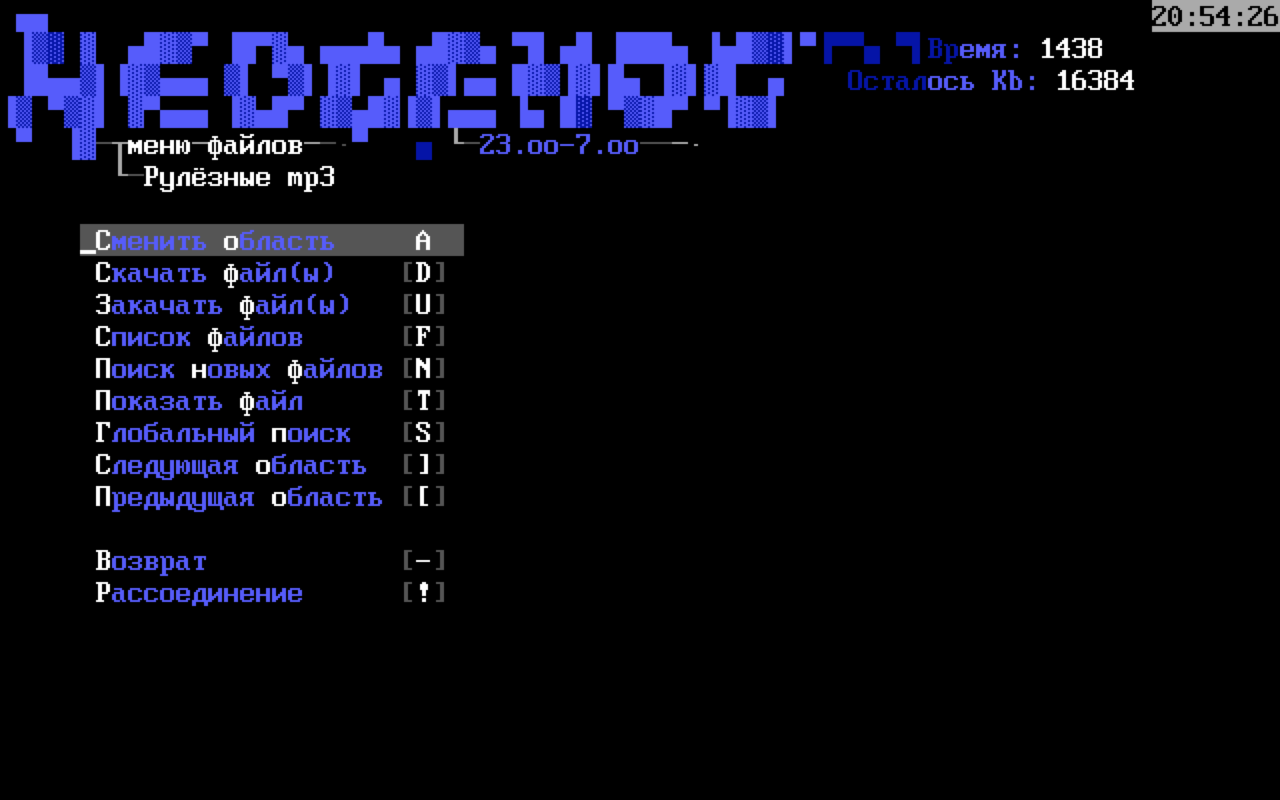 20:54:26
Время: 1438
Осталось Kb: 16384
меню файлов 23.oo-7.oo
Рулёзные mp3
Сменить область A
Скачать файл(ы) [D]
Закачать файл(ы) [U]
Список файлов [F]
Поиск новых файлов [N]
Показать файл [T]
Глобальный поиск [S]
Следующая область []]
Предыдущая область [[]
Возврат [-]
Рассоединение [!]